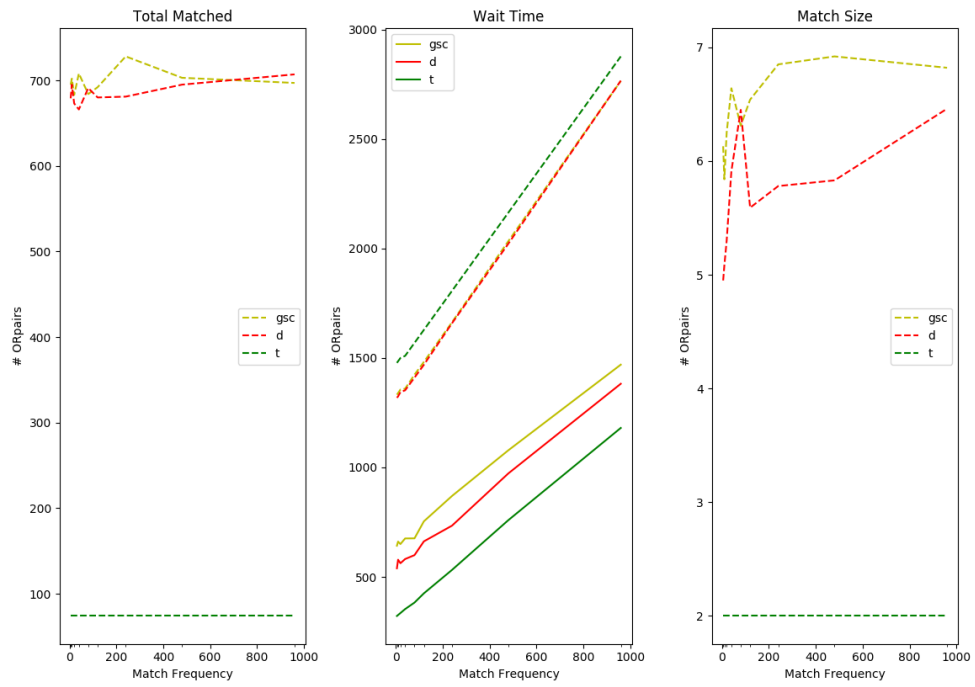 Total Matched
700
600
500
400
300
200
100
# ORpairs
gsc
d
t
0 200 400 600 800 1000
Match Frequency
Wait Time
3000
2500
2000
1500
1000
500
# ORpairs
gsc
d
t
0 200 400 600 800 1000
Match Frequency
Match Size
7
6
5
4
3
2
# ORpairs
gsc
d
t
0 200 400 600 800 1000
Match Frequency